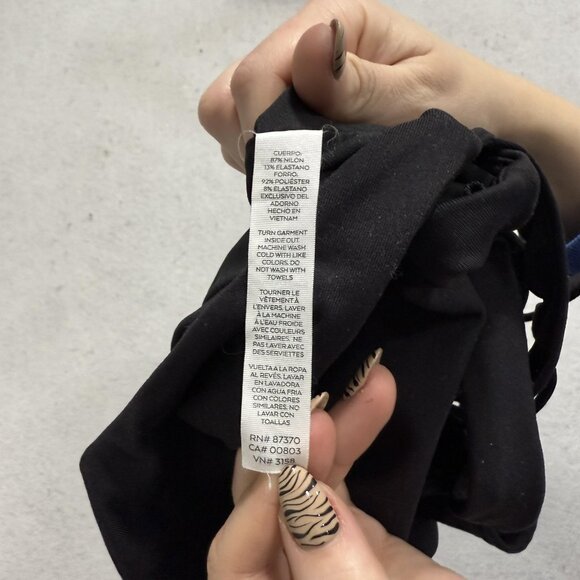 CUERPO:
87% NILON
13% ELASTANO
FORRO:
92% POLIÉSTER
8% ELASTANO
EXCLUSIVO DEL
ADORNO
HECHO EN
VIETNAM
TURN GARMENT
INSIDE OUT.
MACHINE WASH
COLD WITH LIKE
COLORS. DO
NOT WASH WITH
TOWELS
TOURNER LE
VÊTEMENT À
L'ENVERS. LAVER
À LA MACHINE
À L'EAU FROIDE
AVEC COULEURS
SIMILAIRES. NE
PAS LAVER AVEC
DES SERVIETTES
VUELTA A LA ROPA
AL REVÉS. LAVAR
EN LAVADORA
CON AGUA FRIA
CON COLORES
SIMILARES. NO
LAVAR CON
TOALLAS
RN# 87370
CA# 00803
VN# 3158